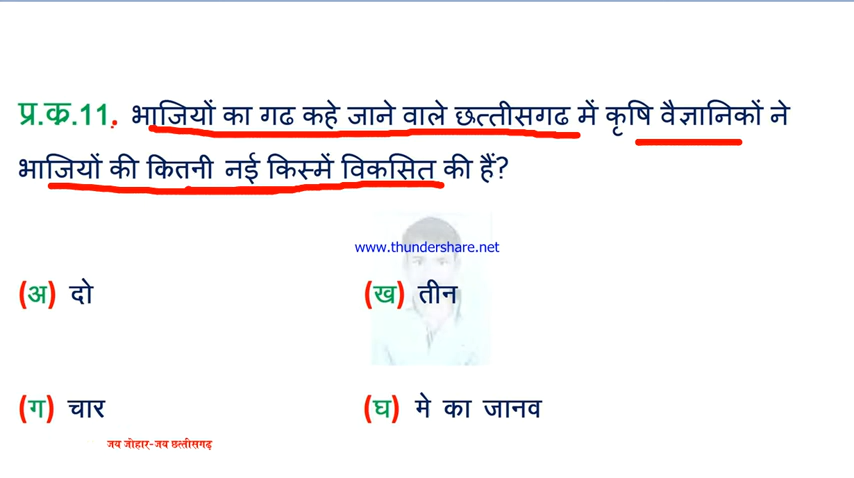 प्र.क.11. भाजियों का गढ कहे जाने वाले छत्तीसगढ में कृषि वैज्ञानिकों ने
भाजियों की कितनी नई किस्में विकसित की हैं?
www.thundershare.net
(अ) दो (ख) तीन
(ग) चार (घ) मे का जानव
जय जोहार-जय छत्तीसगढ़